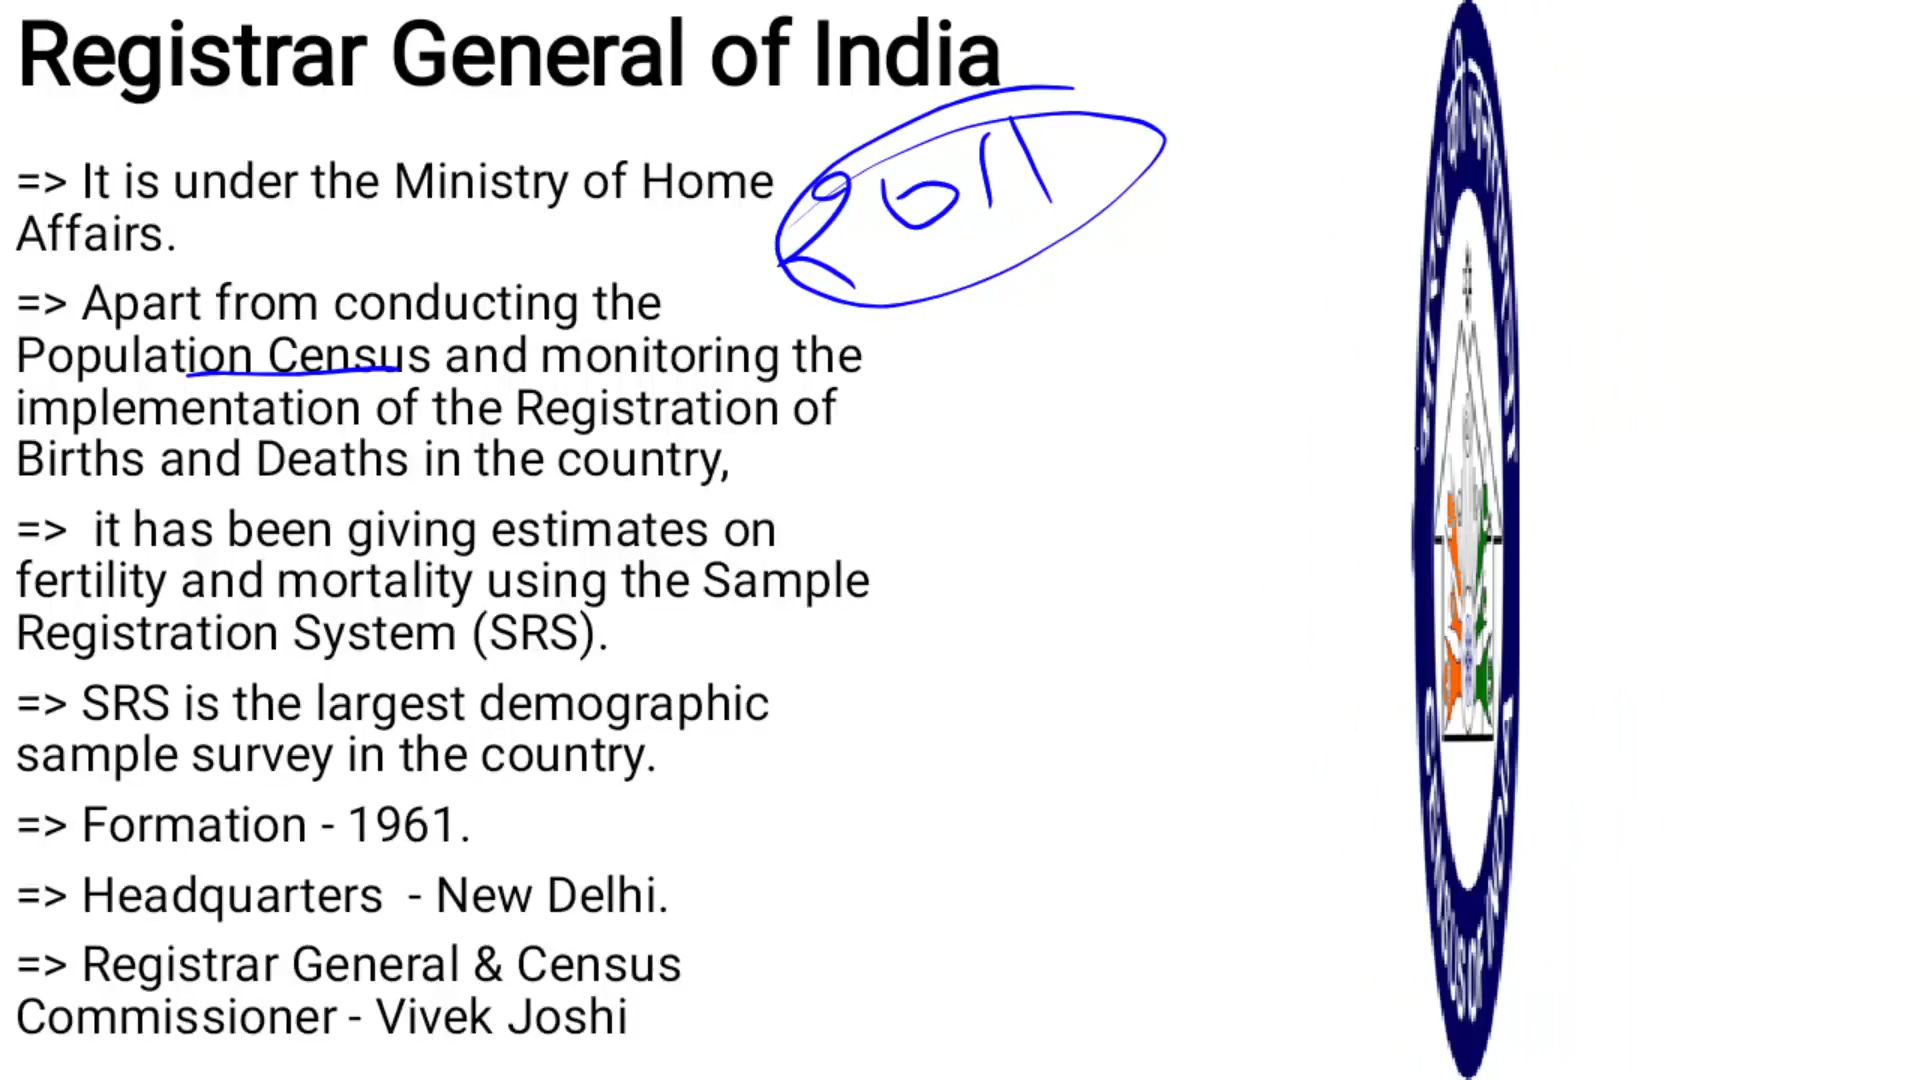 Registrar General of India
2011
=> It is under the Ministry of Home
Affairs.
=> Apart from conducting the
Population Census and monitoring the
implementation of the Registration of
Births and Deaths in the country,
=> it has been giving estimates on
fertility and mortality using the Sample
Registration System (SRS).
=> SRS is the largest demographic
sample survey in the country.
=> Formation - 1961.
=> Headquarters - New Delhi.
=> Registrar General & Census
Commissioner - Vivek Joshi